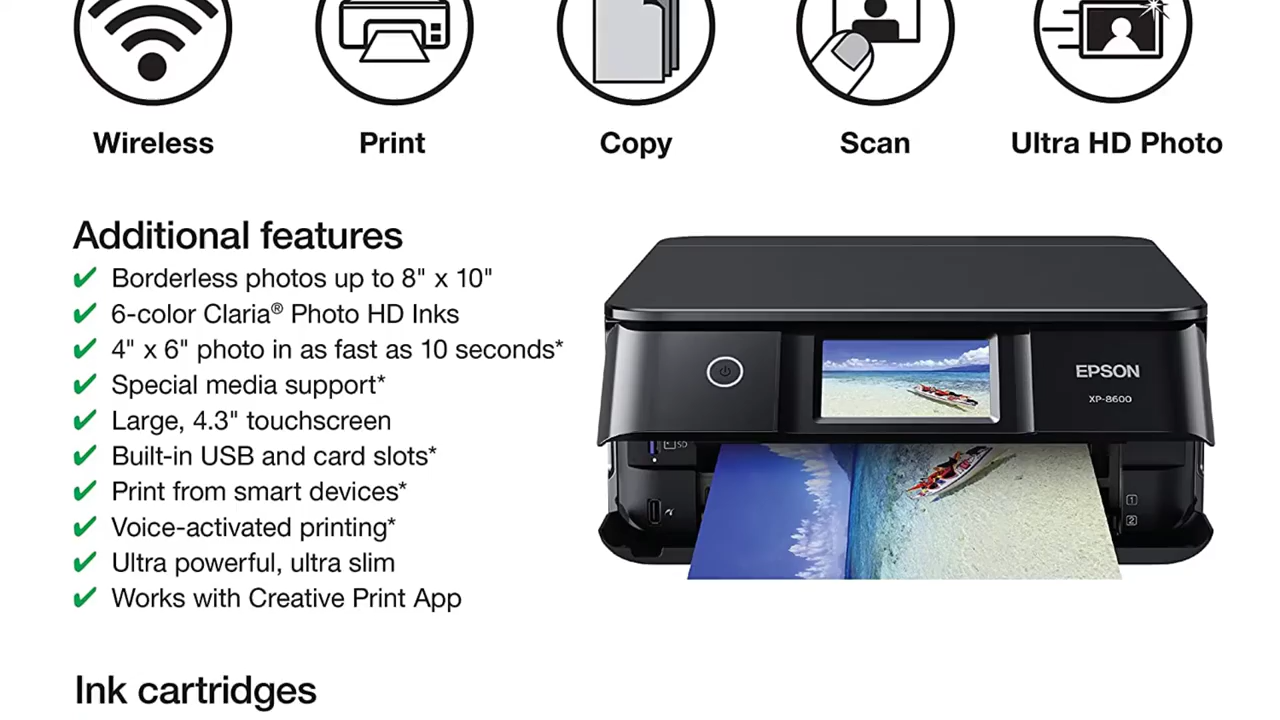 Wireless
Print
Copy
Scan
Ultra HD Photo
Additional features
Borderless photos up to 8" x 10"
6-color Claria® Photo HD Inks
4" x 6" photo in as fast as 10 seconds*
Special media support*
Large, 4.3" touchscreen
Built-in USB and card slots*
Print from smart devices*
Voice-activated printing*
Ultra powerful, ultra slim
Works with Creative Print App
EPSON
XP-8600
SD
1
2
Ink cartridges